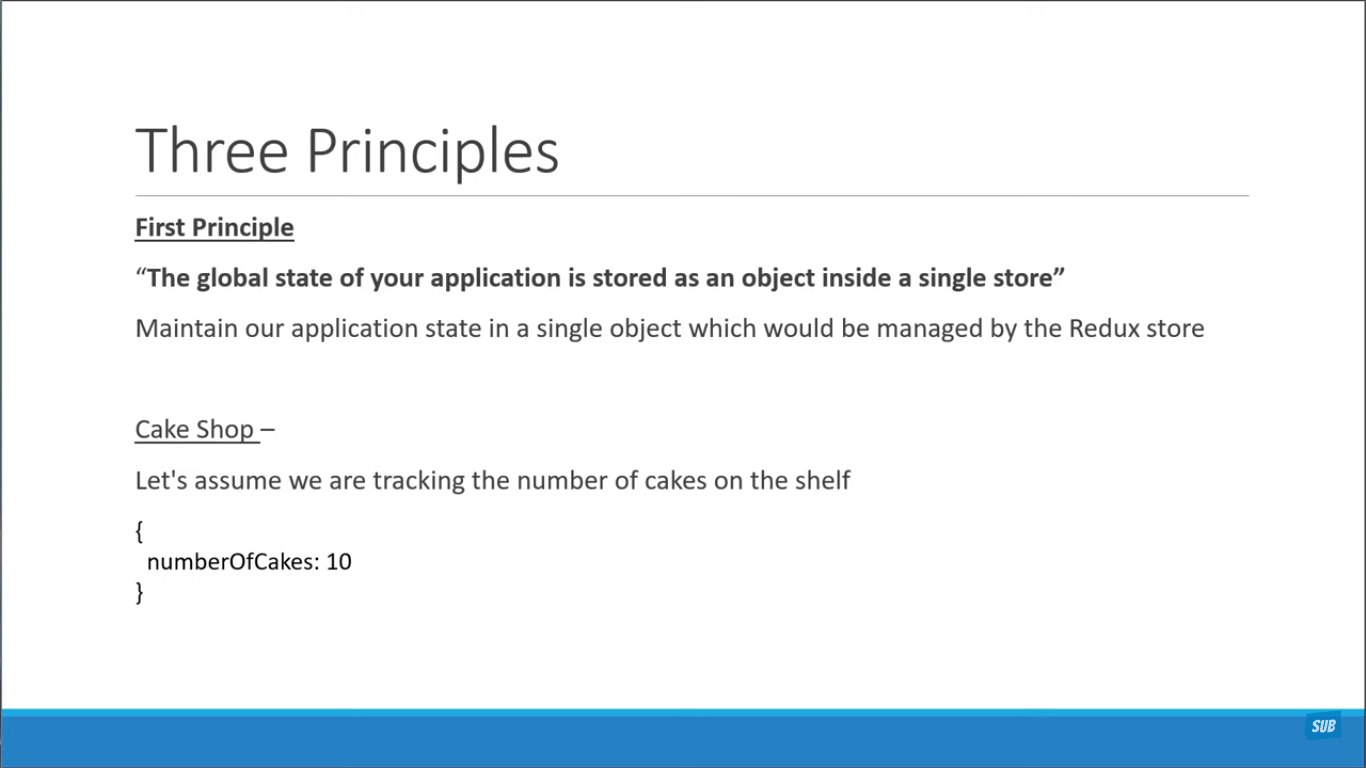 Three Principles
First Principle
“The global state of your application is stored as an object inside a single store”
Maintain our application state in a single object which would be managed by the Redux store
Cake Shop –
Let's assume we are tracking the number of cakes on the shelf
{
numberOfCakes: 10
}
SUB